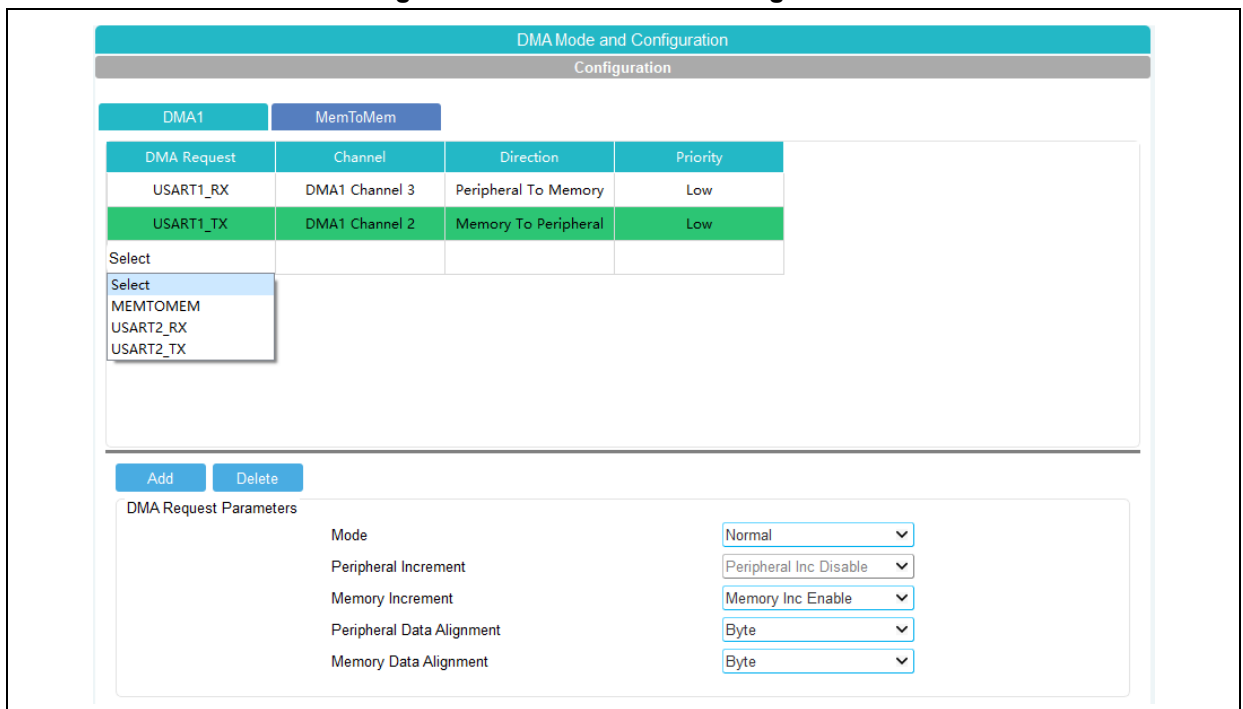 DMA Mode and Configuration
Configuration
DMA1 MemToMem
DMA Request Channel Direction Priority
USART1_RX DMA1 Channel 3 Peripheral To Memory Low
USART1_TX DMA1 Channel 2 Memory To Peripheral Low
Select
Select
MEMTOMEM
USART2_RX
USART2_TX
Add Delete
DMA Request Parameters
Mode Normal
Peripheral Increment Peripheral Inc Disable
Memory Increment Memory Inc Enable
Peripheral Data Alignment Byte
Memory Data Alignment Byte